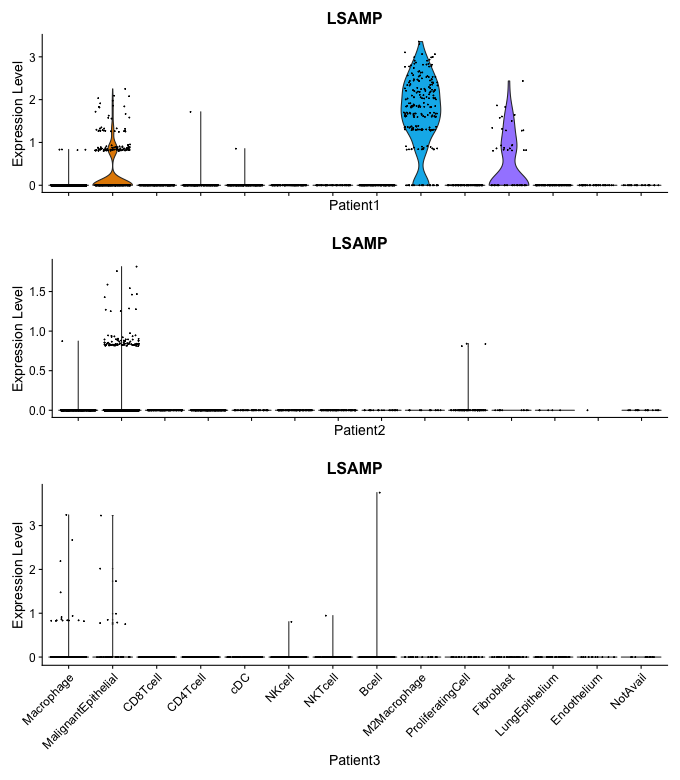 LSAMP
Expression Level
3
2
1
0
Patient1
LSAMP
Expression Level
1.5
1.0
0.5
0.0
Patient2
LSAMP
Expression Level
3
2
1
0
Macrophage
MalignantEpithelial
CD8Tcell
CD4Tcell
cDC
NKcell
NKTcell
Bcell
M2Macrophage
ProliferatingCell
Fibroblast
LungEpithelium
Endothelium
NotAvail
Patient3